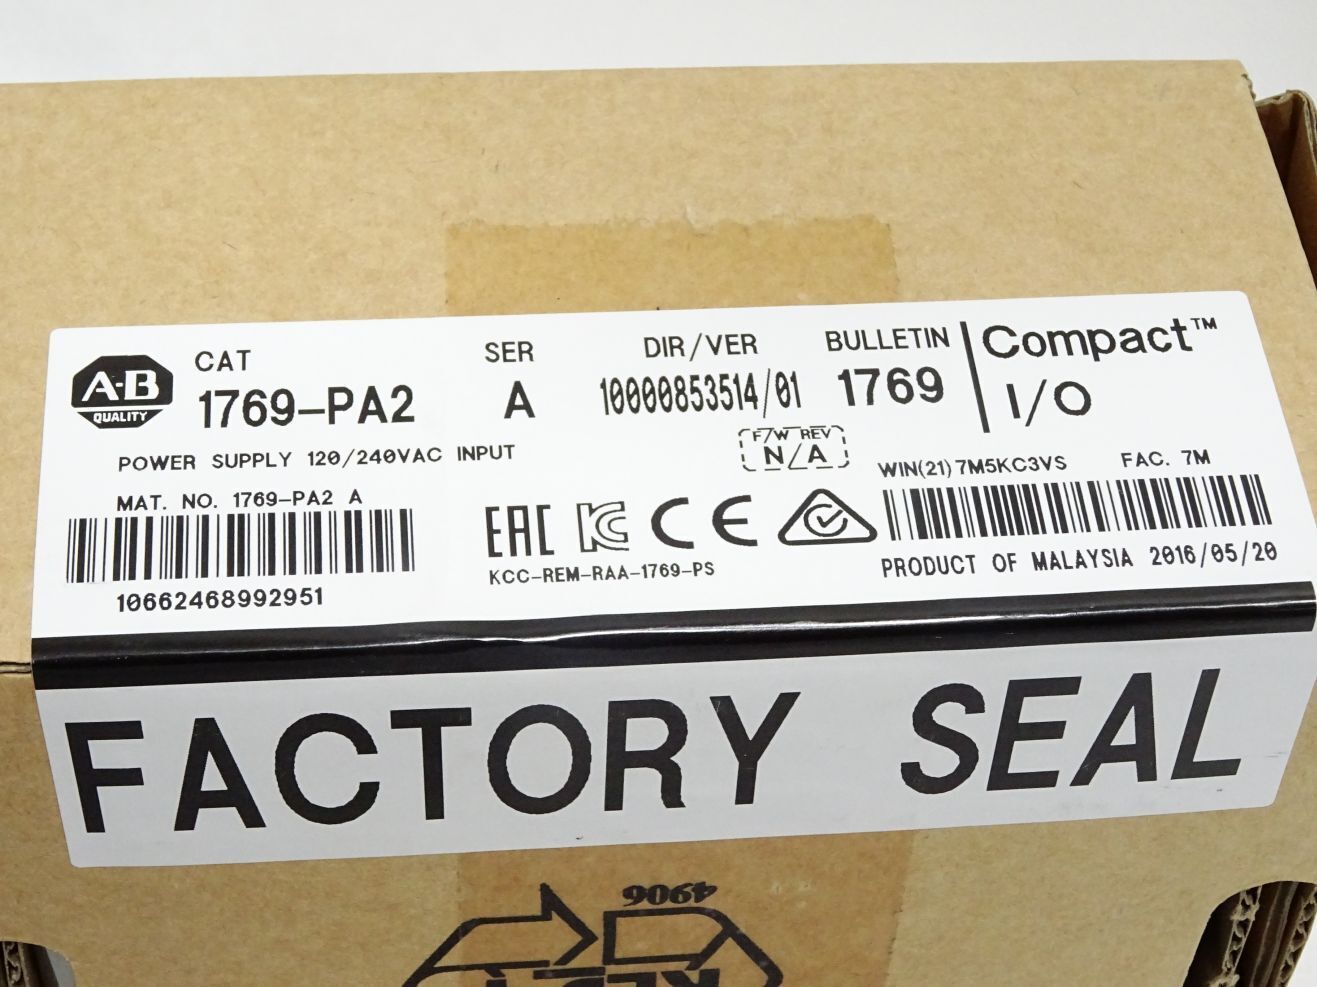 A-B
QUALITY
CAT
1769-PA2
SER
A
DIR/VER
10000853514/01
BULLETIN
1769
Compact™
I/O
POWER SUPPLY 120/240VAC INPUT
F/W REV
N/A
WIN(21) 7M5KC3VS FAC. 7M
MAT. NO. 1769-PA2 A
10662468992951
EAC KC CE
KCC-REM-RAA-1769-PS
PRODUCT OF MALAYSIA 2016/05/20
FACTORY SEAL
4906